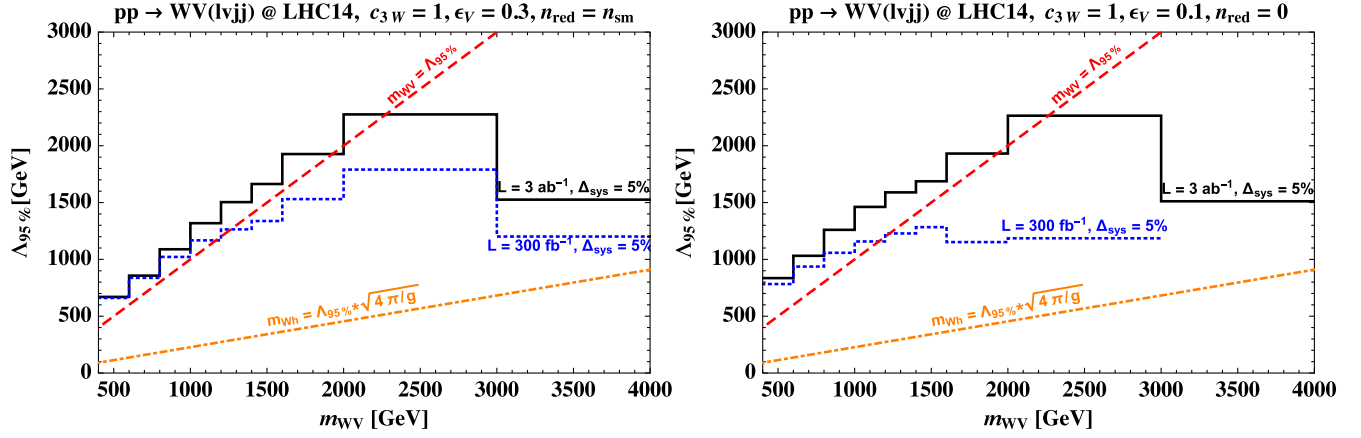 pp → WV(lvjj) @ LHC14, c₃ W = 1, ϵV = 0.3, nred = nsm
3000
2500
2000
1500
1000
500
0
Λ95 % [GeV]
mWV = Λ95%
L = 3 ab⁻¹, Δsys = 5%
L = 300 fb⁻¹, Δsys = 5%
mWh = Λ95%*√4 π/g
500 1000 1500 2000 2500 3000 3500 4000
mWV [GeV]
pp → WV(lvjj) @ LHC14, c₃ W = 1, ϵV = 0.1, nred = 0
3000
2500
2000
1500
1000
500
0
Λ95 % [GeV]
mWV = Λ95%
L = 3 ab⁻¹, Δsys = 5%
L = 300 fb⁻¹, Δsys = 5%
mWh = Λ95%*√4 π/g
500 1000 1500 2000 2500 3000 3500 4000
mWV [GeV]